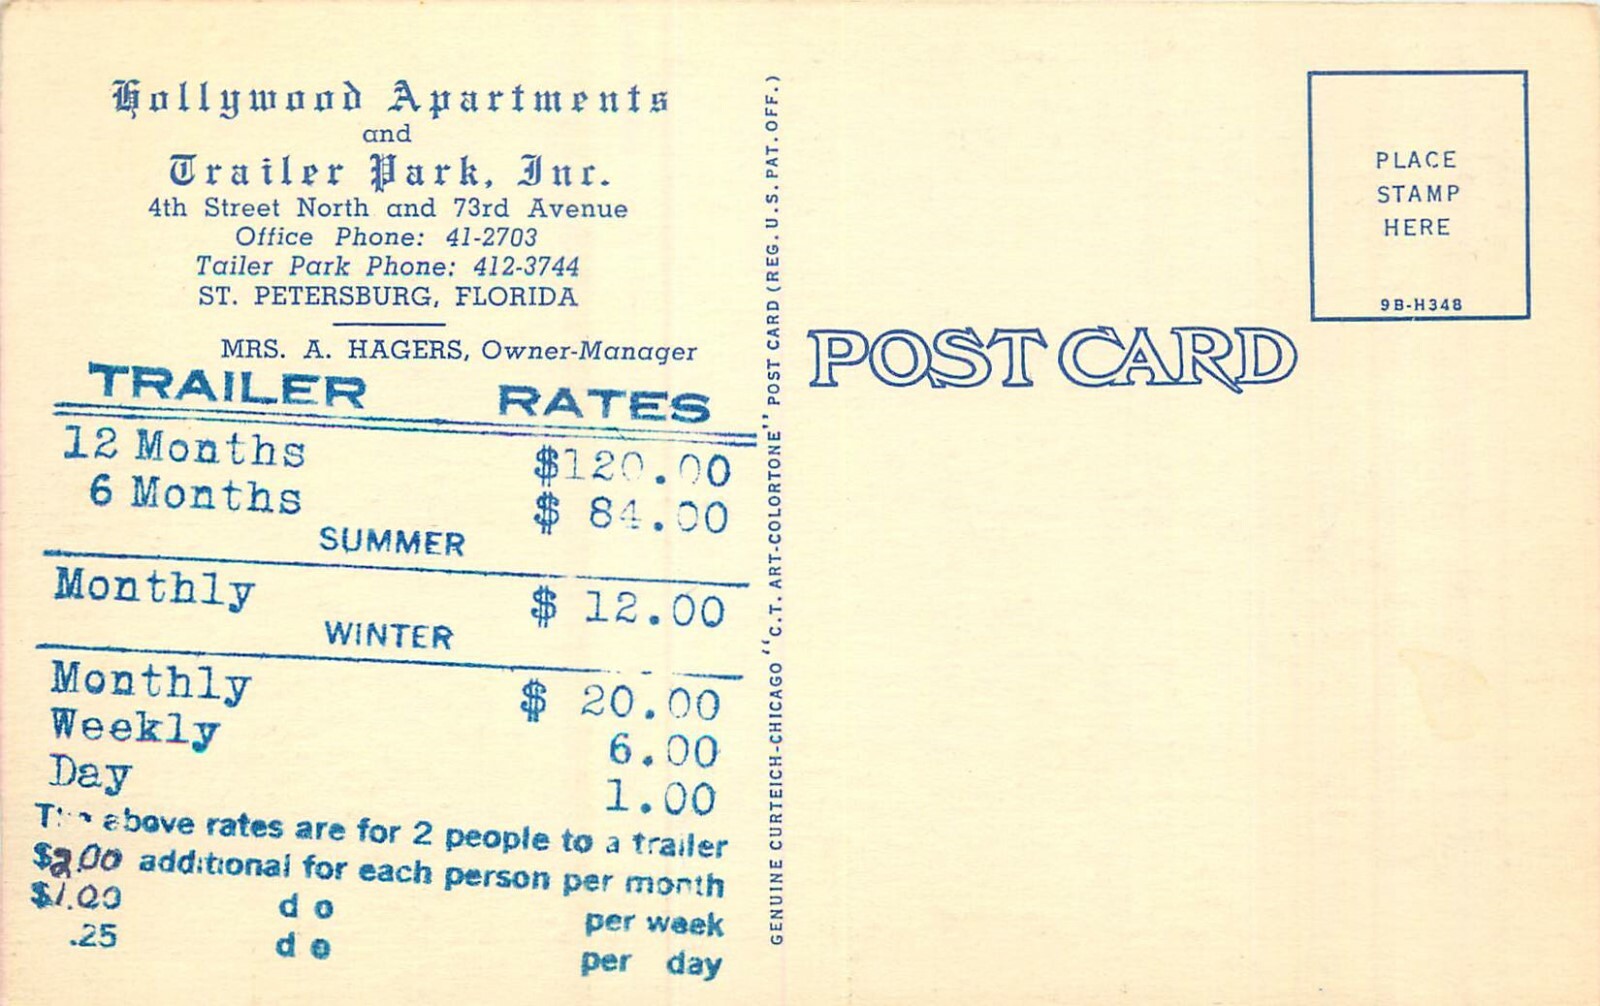 Hollywood Apartments
and
Trailer Park, Inc.
4th Street North and 73rd Avenue
Office Phone: 41-2703
Tailer Park Phone: 412-3744
ST. PETERSBURG, FLORIDA
MRS. A. HAGERS, Owner-Manager
TRAILER RATES
12 Months $120.00
6 Months $ 84.00
SUMMER
Monthly $ 12.00
WINTER
Monthly $ 20.00
Weekly 6.00
Day 1.00
The above rates are for 2 people to a trailer
$2.00 additional for each person per month
$1.00 do per week
.25 do per day
GENUINE CURTEICH-CHICAGO "C.T. ART-COLORTONE" POST CARD (REG. U.S. PAT. OFF.)
POST CARD
PLACE
STAMP
HERE
9B-H348